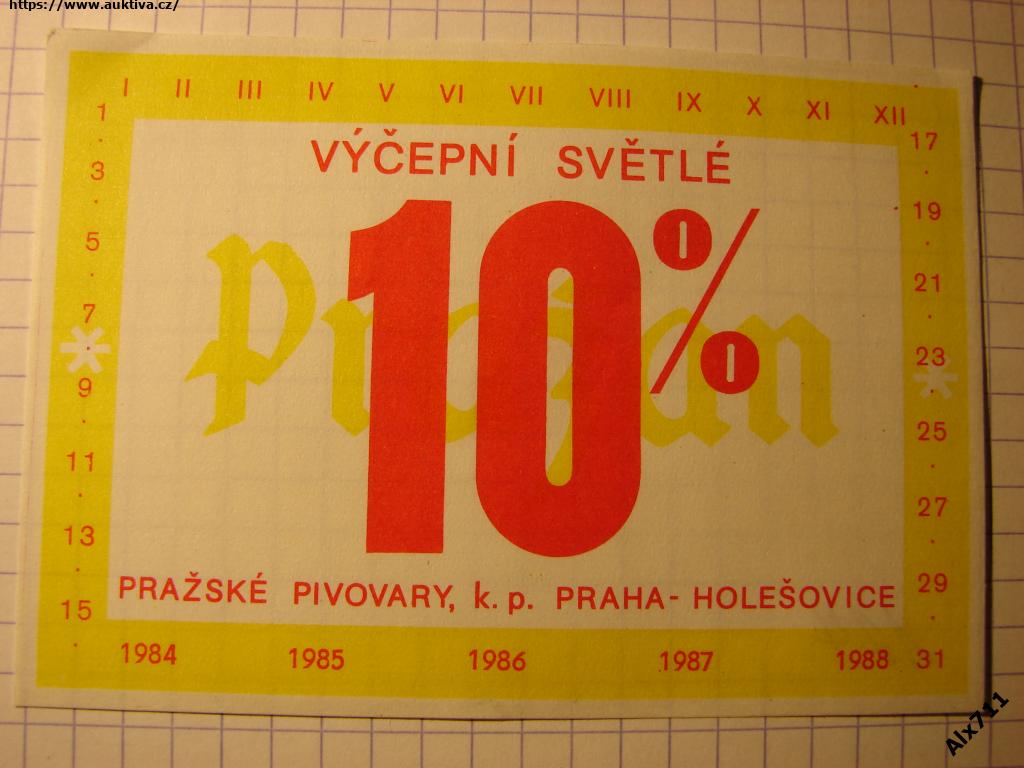 https://www.auktiva.cz/
I II III IV V VI VII VIII IX X XI XII
1 17
3 19
5 21
7 23
9 25
11 27
13 29
15 31
VÝČEPNÍ SVĚTLÉ
Pražan
10%
PRAŽSKÉ PIVOVARY, k. p. PRAHA - HOLEŠOVICE
1984 1985 1986 1987 1988
Alx711